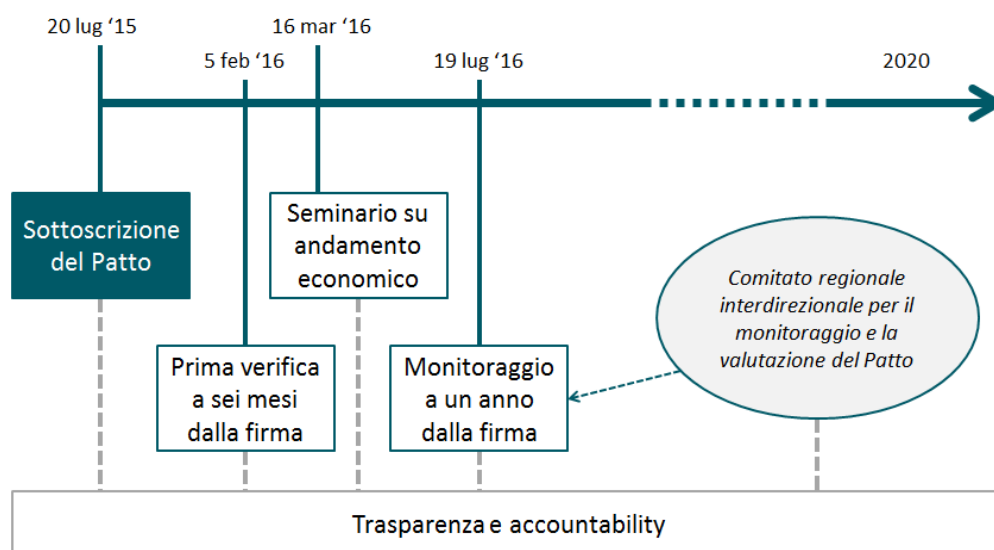 20 lug ‘15
16 mar ‘16
5 feb ‘16
19 lug ‘16
2020
Sottoscrizione
del Patto
Seminario su
andamento
economico
Comitato regionale
interdirezionale per il
monitoraggio e la
valutazione del Patto
Prima verifica
a sei mesi
dalla firma
Monitoraggio
a un anno
dalla firma
Trasparenza e accountability